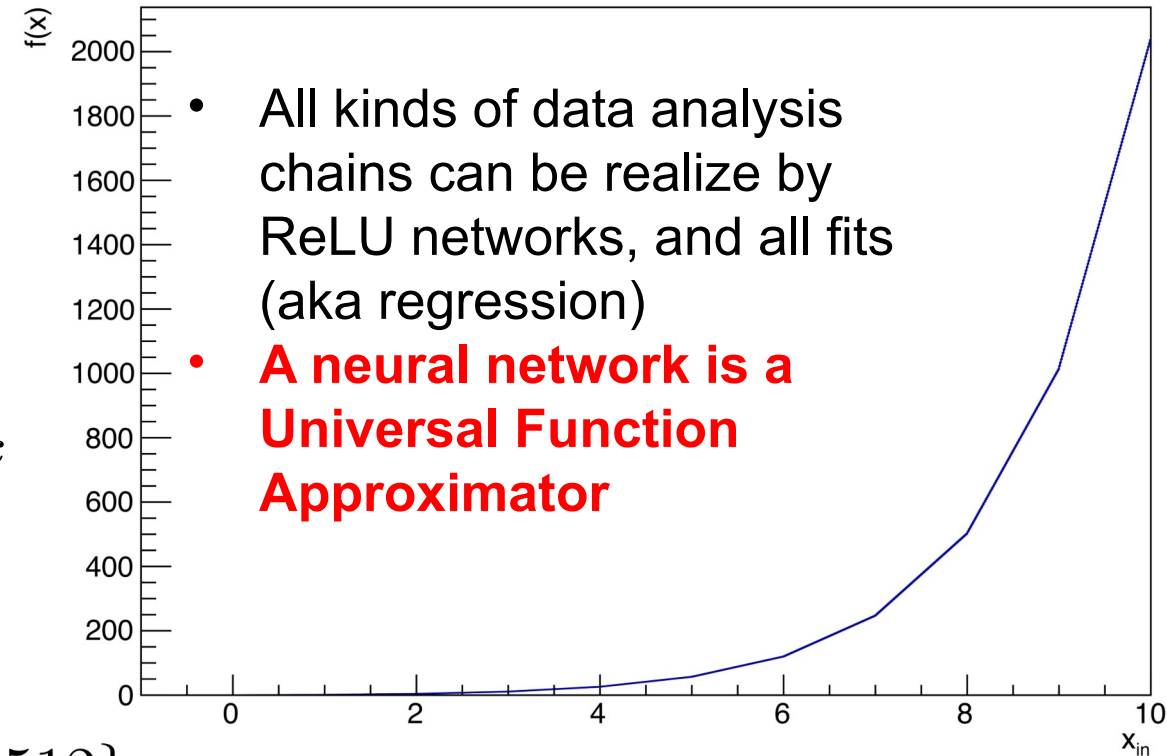 f(x)
2000
1800
1600
1400
1200
1000
800
600
400
200
0
• All kinds of data analysis
chains can be realize by
ReLU networks, and all fits
(aka regression)
• A neural network is a
Universal Function
Approximator
0 2 4 6 8 10
x_in